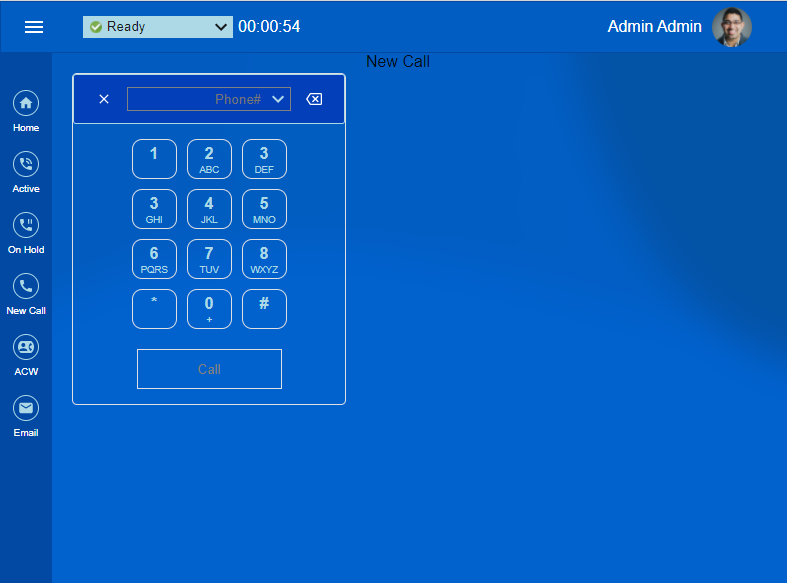 Ready
00:00:54
Admin Admin
New Call
Home
Active
On Hold
New Call
ACW
Email
Phone#
1
2
ABC
3
DEF
3
GHI
4
JKL
5
MNO
6
PQRS
7
TUV
8
WXYZ
*
0
+
#
Call